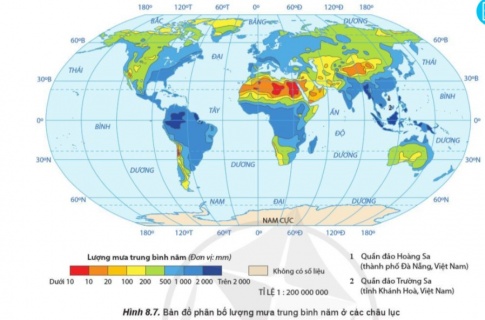 180° 120° 60° 0° 60° 120° 180°
BẮC BĂNG DƯƠNG
60°B 60°B
THÁI ĐẠI THÁI
30°B 30°B
TÂY
BÌNH ẤN BÌNH
0° 0°
ĐỘ
30°N DƯƠNG DƯƠNG DƯƠNG DƯƠNG 30°N
NAM ĐẠI DƯƠNG
60°N 60°N
NAM CỰC
180° 120° 60° 0° 60° 120° 180°
Lượng mưa trung bình năm (Đơn vị: mm)
Dưới 10 10 20 100 200 500 1 000 2 000 Trên 2 000
Không có số liệu
TỈ LỆ 1 : 200 000 000
1 Quần đảo Hoàng Sa
(thành phố Đà Nẵng, Việt Nam)
2 Quần đảo Trường Sa
(tỉnh Khánh Hoà, Việt Nam)
Hình 8.7. Bản đồ phân bố lượng mưa trung bình năm ở các châu lục